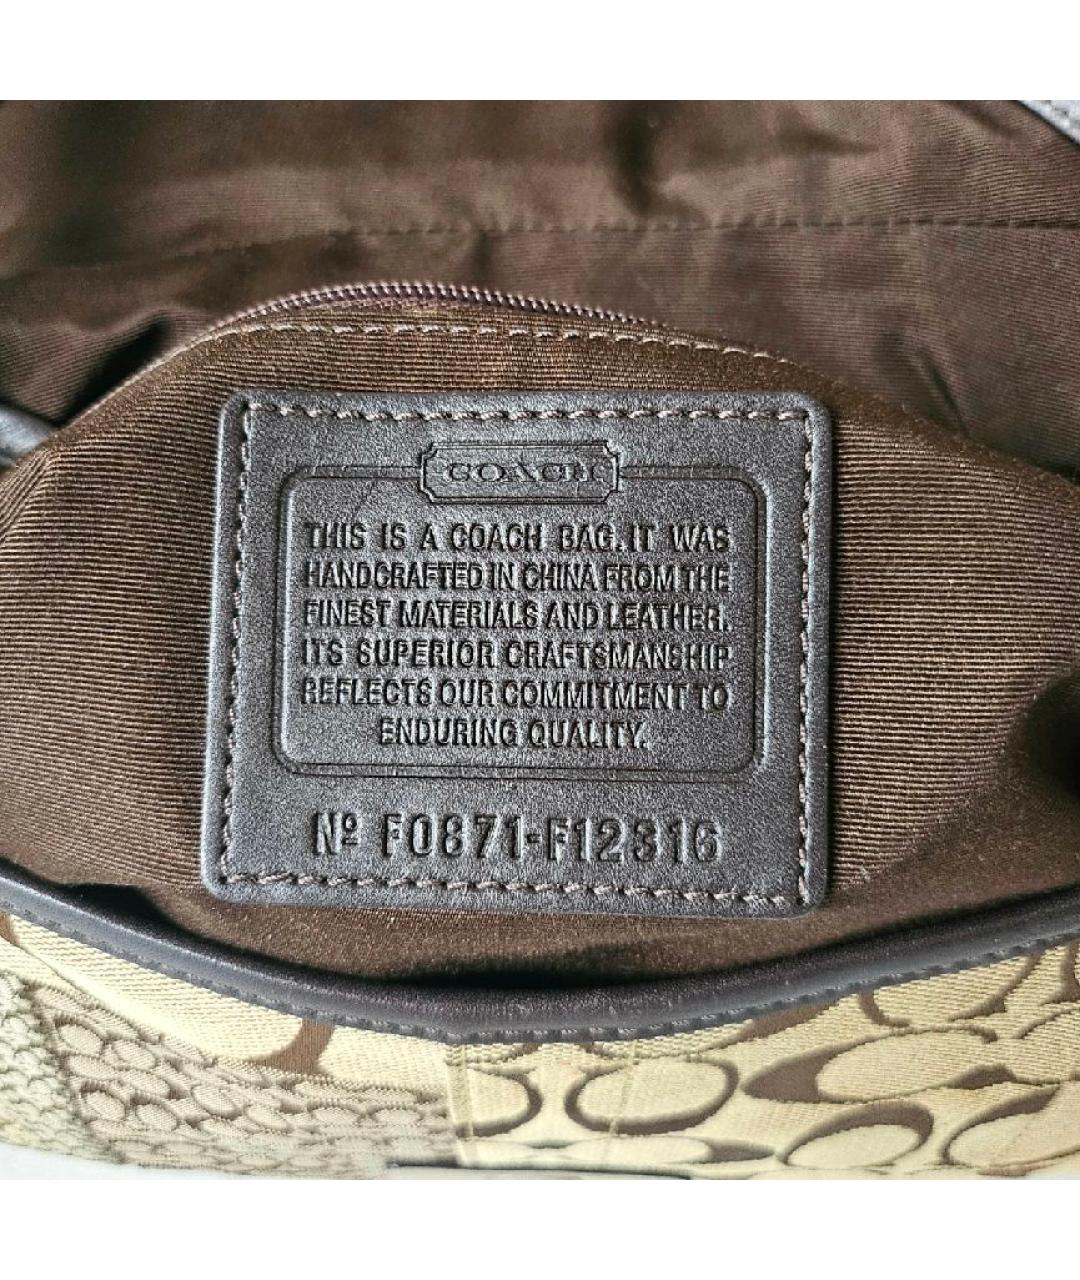 COACH
THIS IS A COACH BAG. IT WAS
HANDCRAFTED IN CHINA FROM THE
FINEST MATERIALS AND LEATHER.
ITS SUPERIOR CRAFTSMANSHIP
REFLECTS OUR COMMITMENT TO
ENDURING QUALITY.
Nº F0871-F12316